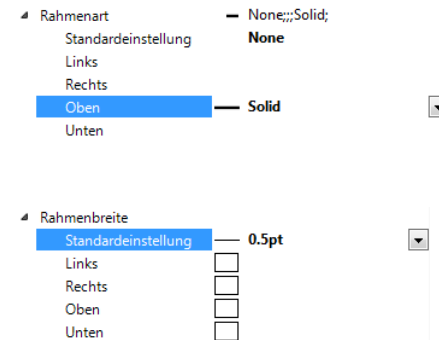 Rahmenart None;;;Solid;
Standardeinstellung None
Links
Rechts
Oben Solid
Unten
Rahmenbreite
Standardeinstellung 0.5pt
Links
Rechts
Oben
Unten